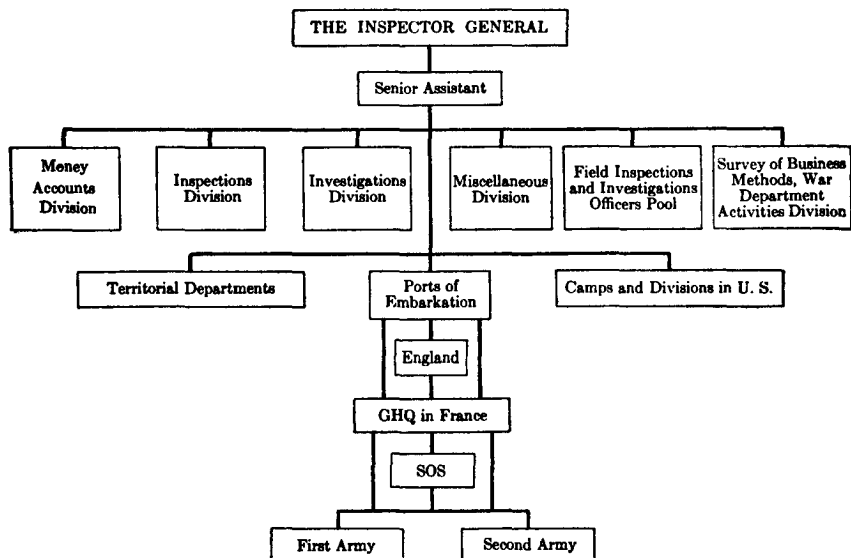 THE INSPECTOR GENERAL
Senior Assistant
Money
Accounts
Division
Inspections
Division
Investigations
Division
Miscellaneous
Division
Field Inspections
and Investigations
Officers Pool
Survey of Business
Methods, War
Department
Activities Division
Territorial Departments
Ports of
Embarkation
Camps and Divisions in U. S.
England
GHQ in France
SOS
First Army
Second Army